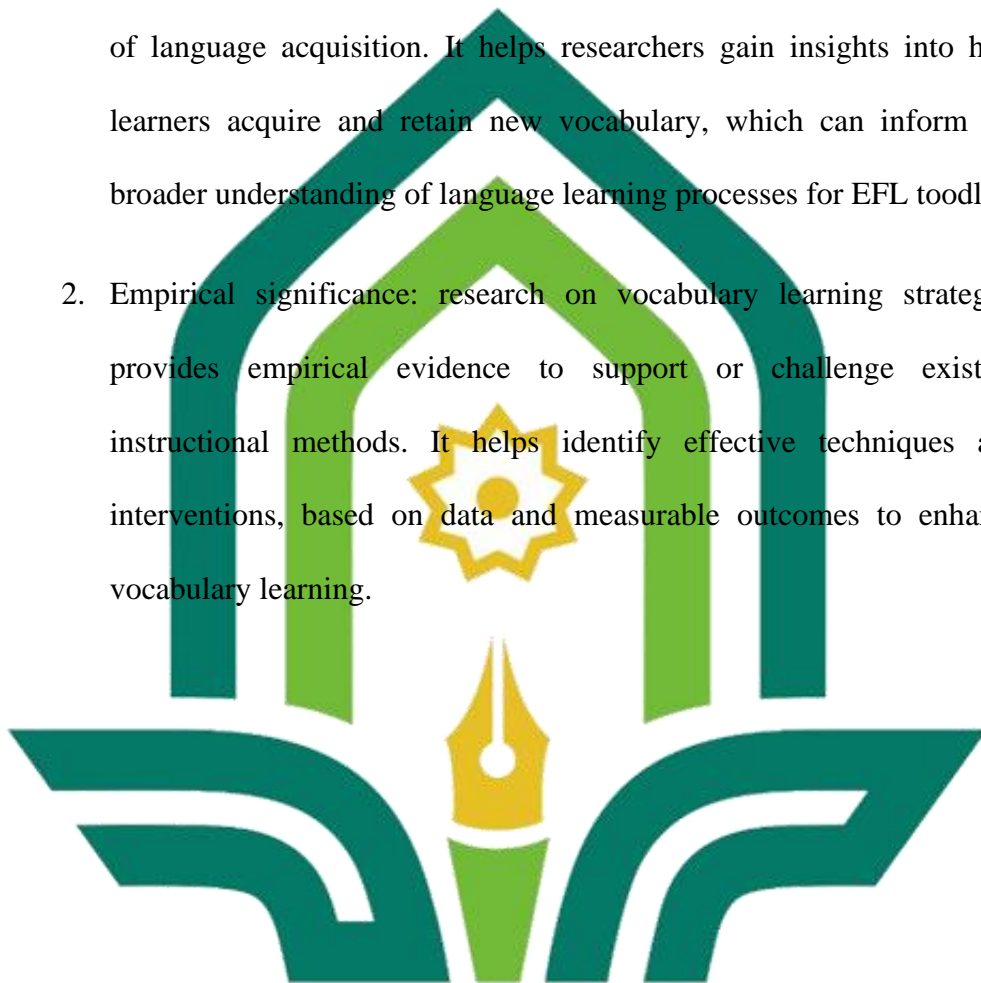 of language acquisition. It helps researchers gain insights into h
learners acquire and retain new vocabulary, which can inform
broader understanding of language learning processes for EFL toodl
2. Empirical significance: research on vocabulary learning strateg
provides empirical evidence to support or challenge exist
instructional methods. It helps identify effective techniques a
interventions, based on data and measurable outcomes to enha
vocabulary learning.